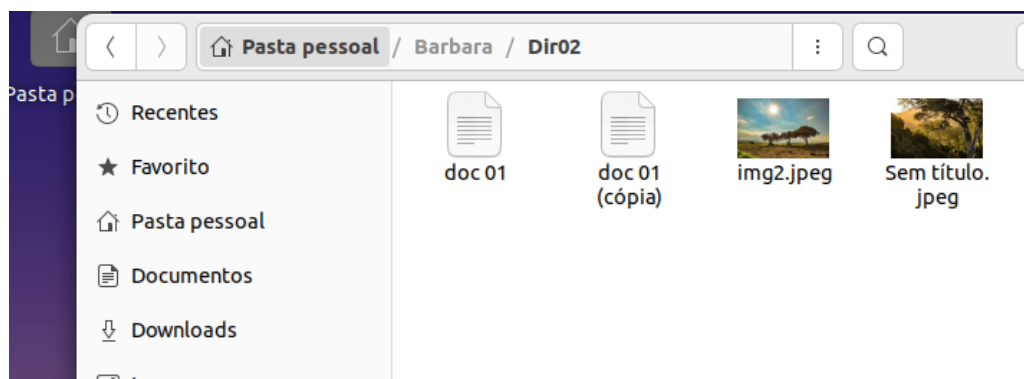 Pasta pessoal / Barbara / Dir02
Pasta p
Recentes
Favorito
Pasta pessoal
Documentos
Downloads
doc 01
doc 01
(cópia)
img2.jpeg
Sem título.
jpeg